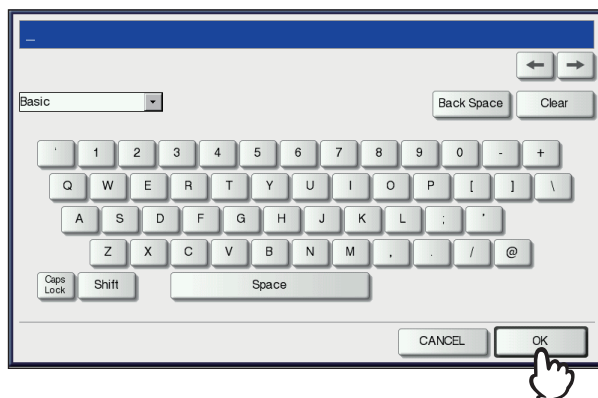 _
Basic Back Space Clear
' 1 2 3 4 5 6 7 8 9 0 - +
Q W E R T Y U I O P [ ] \
A S D F G H J K L ; '
Z X C V B N M , . / @
Caps Lock Shift Space
CANCEL OK